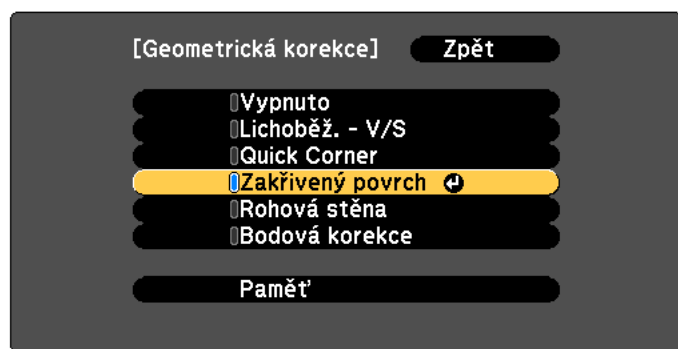 [Geometrická korekce] Zpět
Vypnuto
Lichoběž. - V/S
Quick Corner
Zakřivený povrch
Rohová stěna
Bodová korekce
Paměť